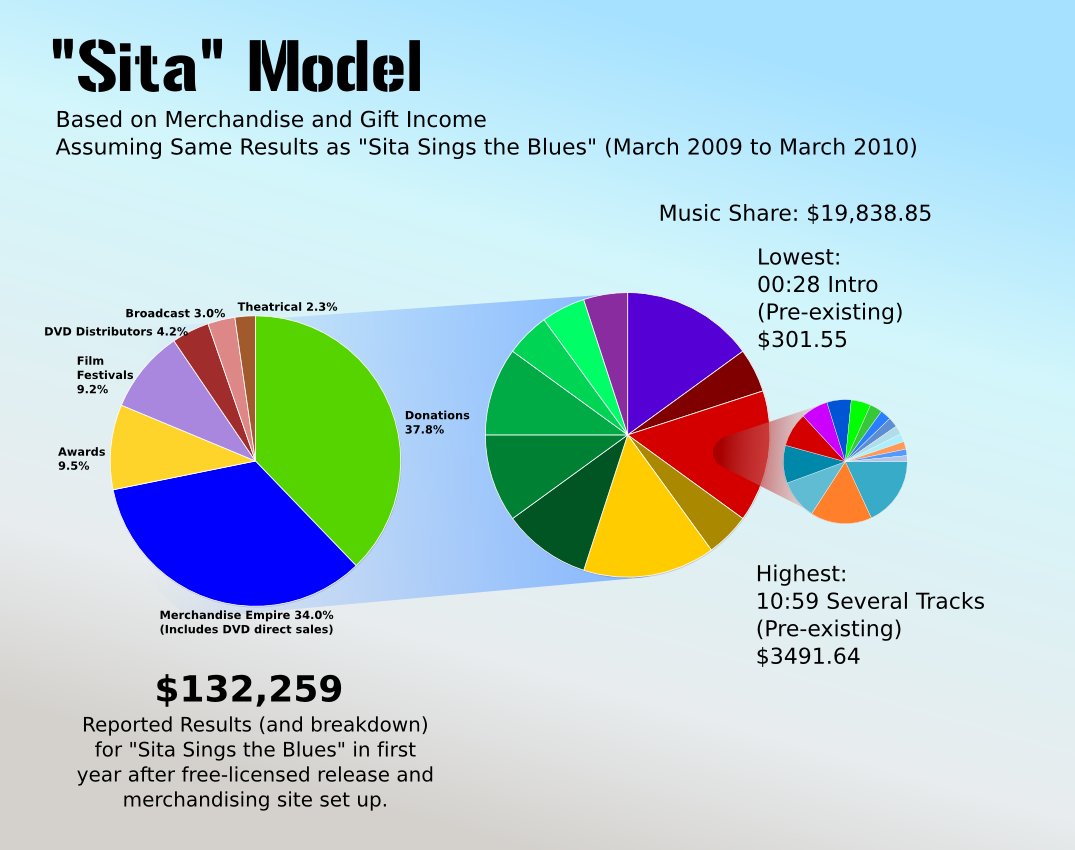 "Sita" Model
Based on Merchandise and Gift Income
Assuming Same Results as "Sita Sings the Blues" (March 2009 to March 2010)
Music Share: $19,838.85
Lowest:
00:28 Intro
(Pre-existing)
$301.55
Theatrical 2.3%
Broadcast 3.0%
DVD Distributors 4.2%
Film
Festivals
9.2%
Awards
9.5%
Donations
37.8%
Merchandise Empire 34.0%
(Includes DVD direct sales)
Highest:
10:59 Several Tracks
(Pre-existing)
$3491.64
$132,259
Reported Results (and breakdown)
for "Sita Sings the Blues" in first
year after free-licensed release and
merchandising site set up.